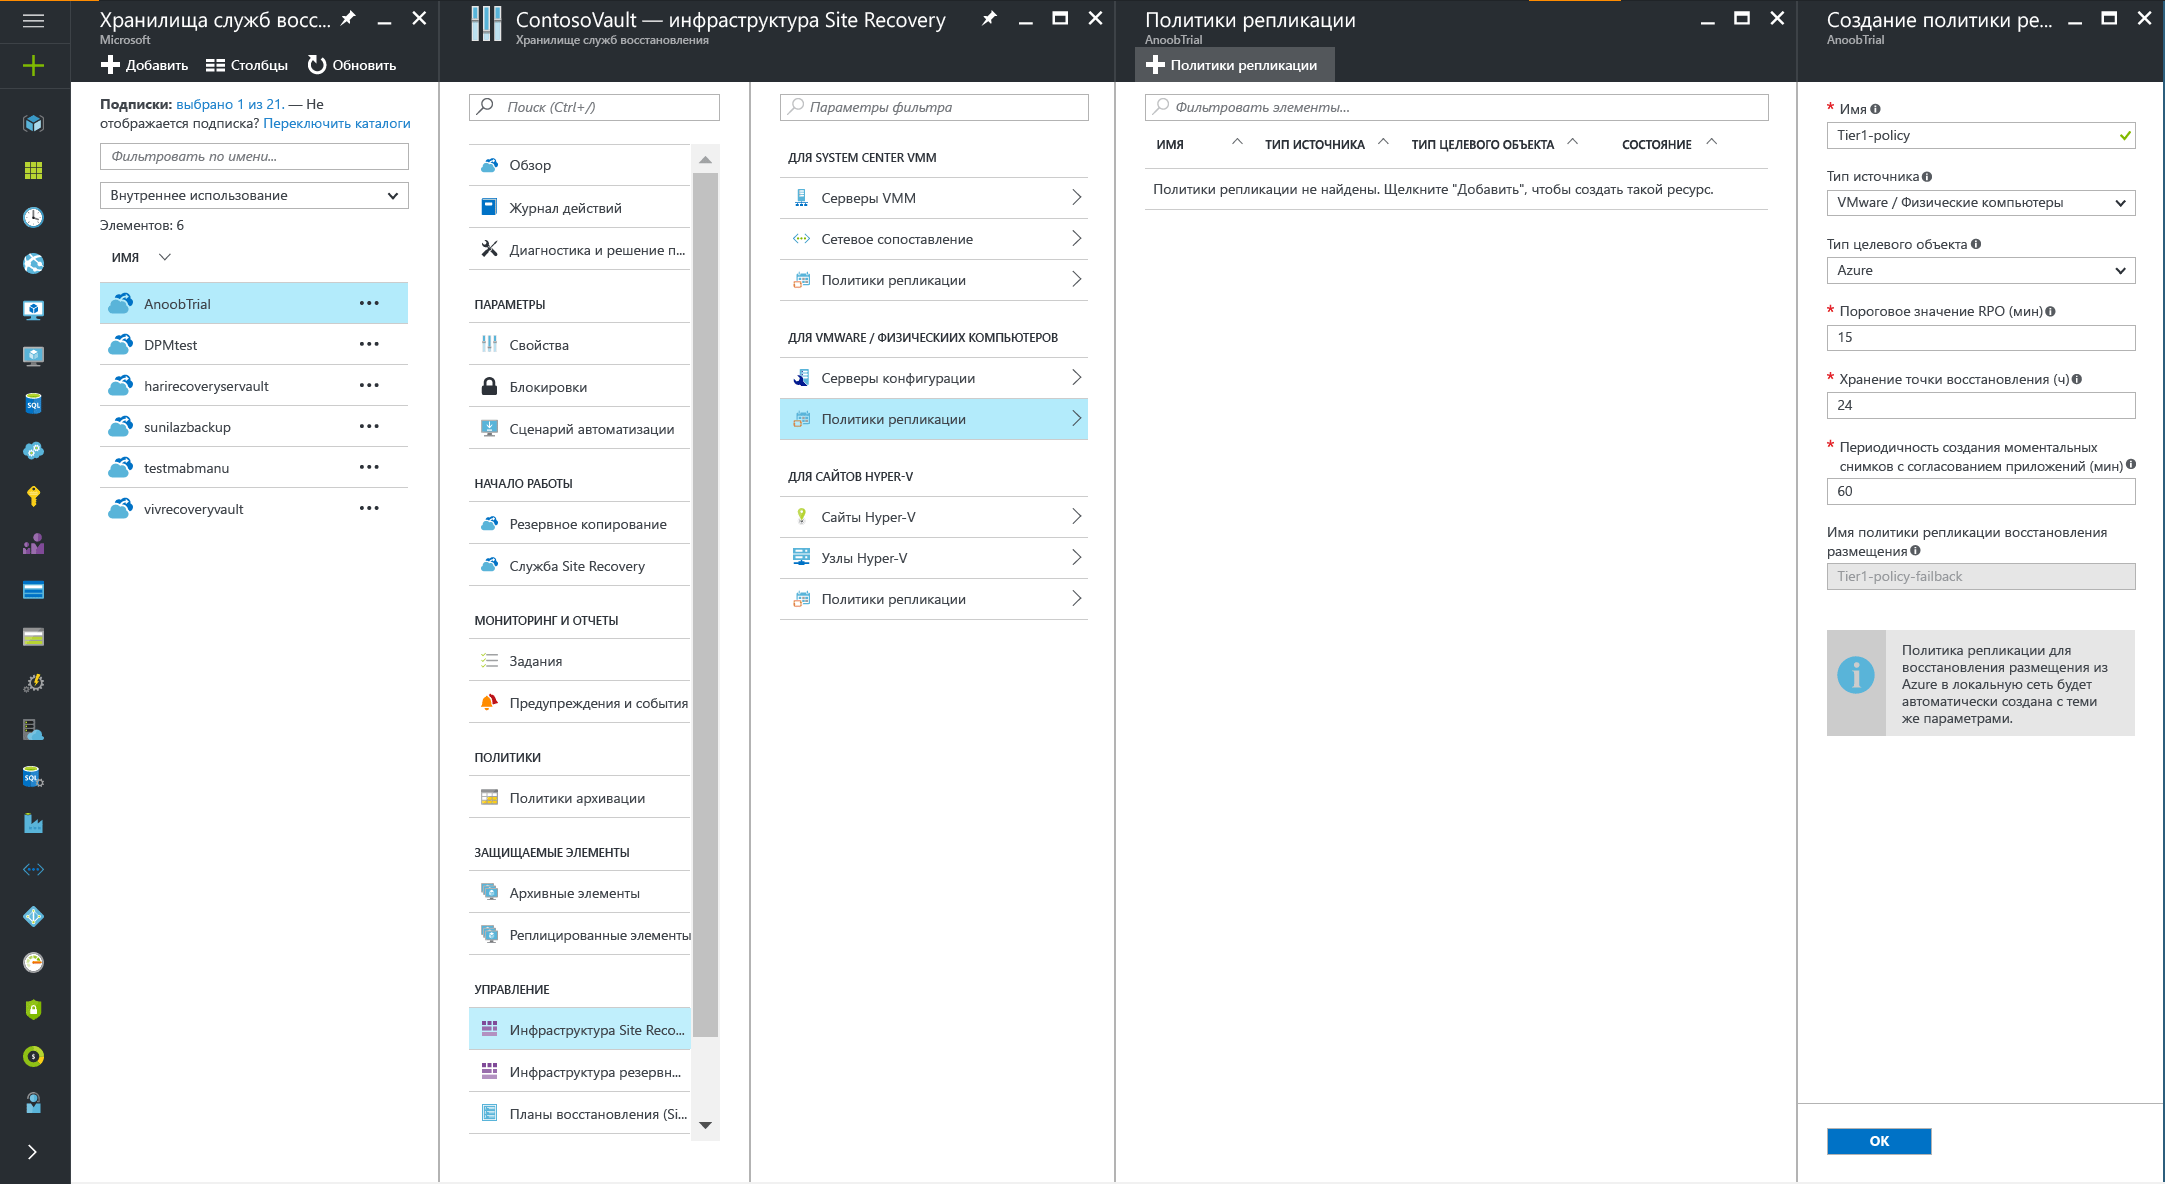 Хранилища служб восс...
Microsoft
Добавить
Столбцы
Обновить
Подписки: выбрано 1 из 21. — Не
отображается подписка? Переключить каталоги
Фильтровать по имени...
Внутреннее использование
Элементов: 6
ИМЯ
AnoobTrial
DPMtest
harirecoveryservault
sunilazbackup
testmabmanu
vivrecoveryvault
ContosoVault — инфраструктура Site Recovery
Хранилище служб восстановления
Поиск (Ctrl+/)
Обзор
Журнал действий
Диагностика и решение п...
ПАРАМЕТРЫ
Свойства
Блокировки
Сценарий автоматизации
НАЧАЛО РАБОТЫ
Резервное копирование
Служба Site Recovery
МОНИТОРИНГ И ОТЧЕТЫ
Задания
Предупреждения и события
ПОЛИТИКИ
Политики архивации
ЗАЩИЩАЕМЫЕ ЭЛЕМЕНТЫ
Архивные элементы
Реплицированные элементы
УПРАВЛЕНИЕ
Инфраструктура Site Reco...
Инфраструктура резервн...
Планы восстановления (Si...
Параметры фильтра
ДЛЯ SYSTEM CENTER VMM
Серверы VMM
Сетевое сопоставление
Политики репликации
ДЛЯ VMWARE / ФИЗИЧЕСКИИХ КОМПЬЮТЕРОВ
Серверы конфигурации
Политики репликации
ДЛЯ САЙТОВ HYPER-V
Сайты Hyper-V
Узлы Hyper-V
Политики репликации
Политики репликации
AnoobTrial
Политики репликации
Фильтровать элементы...
ИМЯ
ТИП ИСТОЧНИКА
ТИП ЦЕЛЕВОГО ОБЪЕКТА
СОСТОЯНИЕ
Политики репликации не найдены. Щелкните "Добавить", чтобы создать такой ресурс.
Создание политики ре...
AnoobTrial
* Имя
Tier1-policy
Тип источника
VMware / Физические компьютеры
Тип целевого объекта
Azure
* Пороговое значение RPO (мин)
15
* Хранение точки восстановления (ч)
24
* Периодичность создания моментальных
снимков с согласованием приложений (мин)
60
Имя политики репликации восстановления
размещения
Tier1-policy-failback
Политика репликации для
восстановления размещения из
Azure в локальную сеть будет
автоматически создана с теми
же параметрами.
ОК